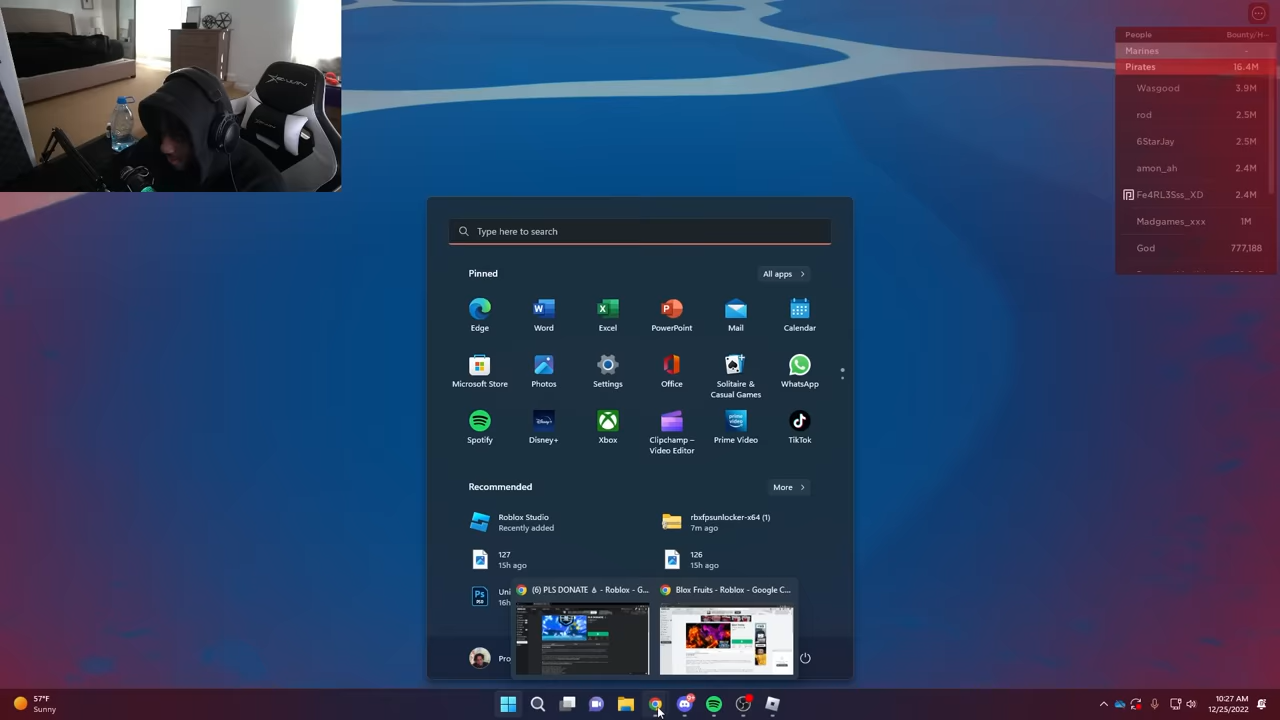 People Bounty/H--
Marines -
Pirates 16.4M
Wasgood 3.9M
rod 2.5M
6StarJay 2.5M
amon_ah 2.4M
Fe4RL3Sss_XD 2.4M
Madgames_xxx 1M
God 777,188
Type here to search
Pinned All apps
Edge Word Excel PowerPoint Mail Calendar
Microsoft Store Photos Settings Office Solitaire & Casual Games WhatsApp
Spotify Disney+ Xbox Clipchamp – Video Editor Prime Video TikTok
Recommended More
Roblox Studio
Recently added
rbxfpsunlocker-x64 (1)
7m ago
127
15h ago
126
15h ago
Uni
16h
(6) PLS DONATE - Roblox - G...
Blox Fruits - Roblox - Google C...
Pro
57°F
Sunny
10:27 AM
12/25/2022